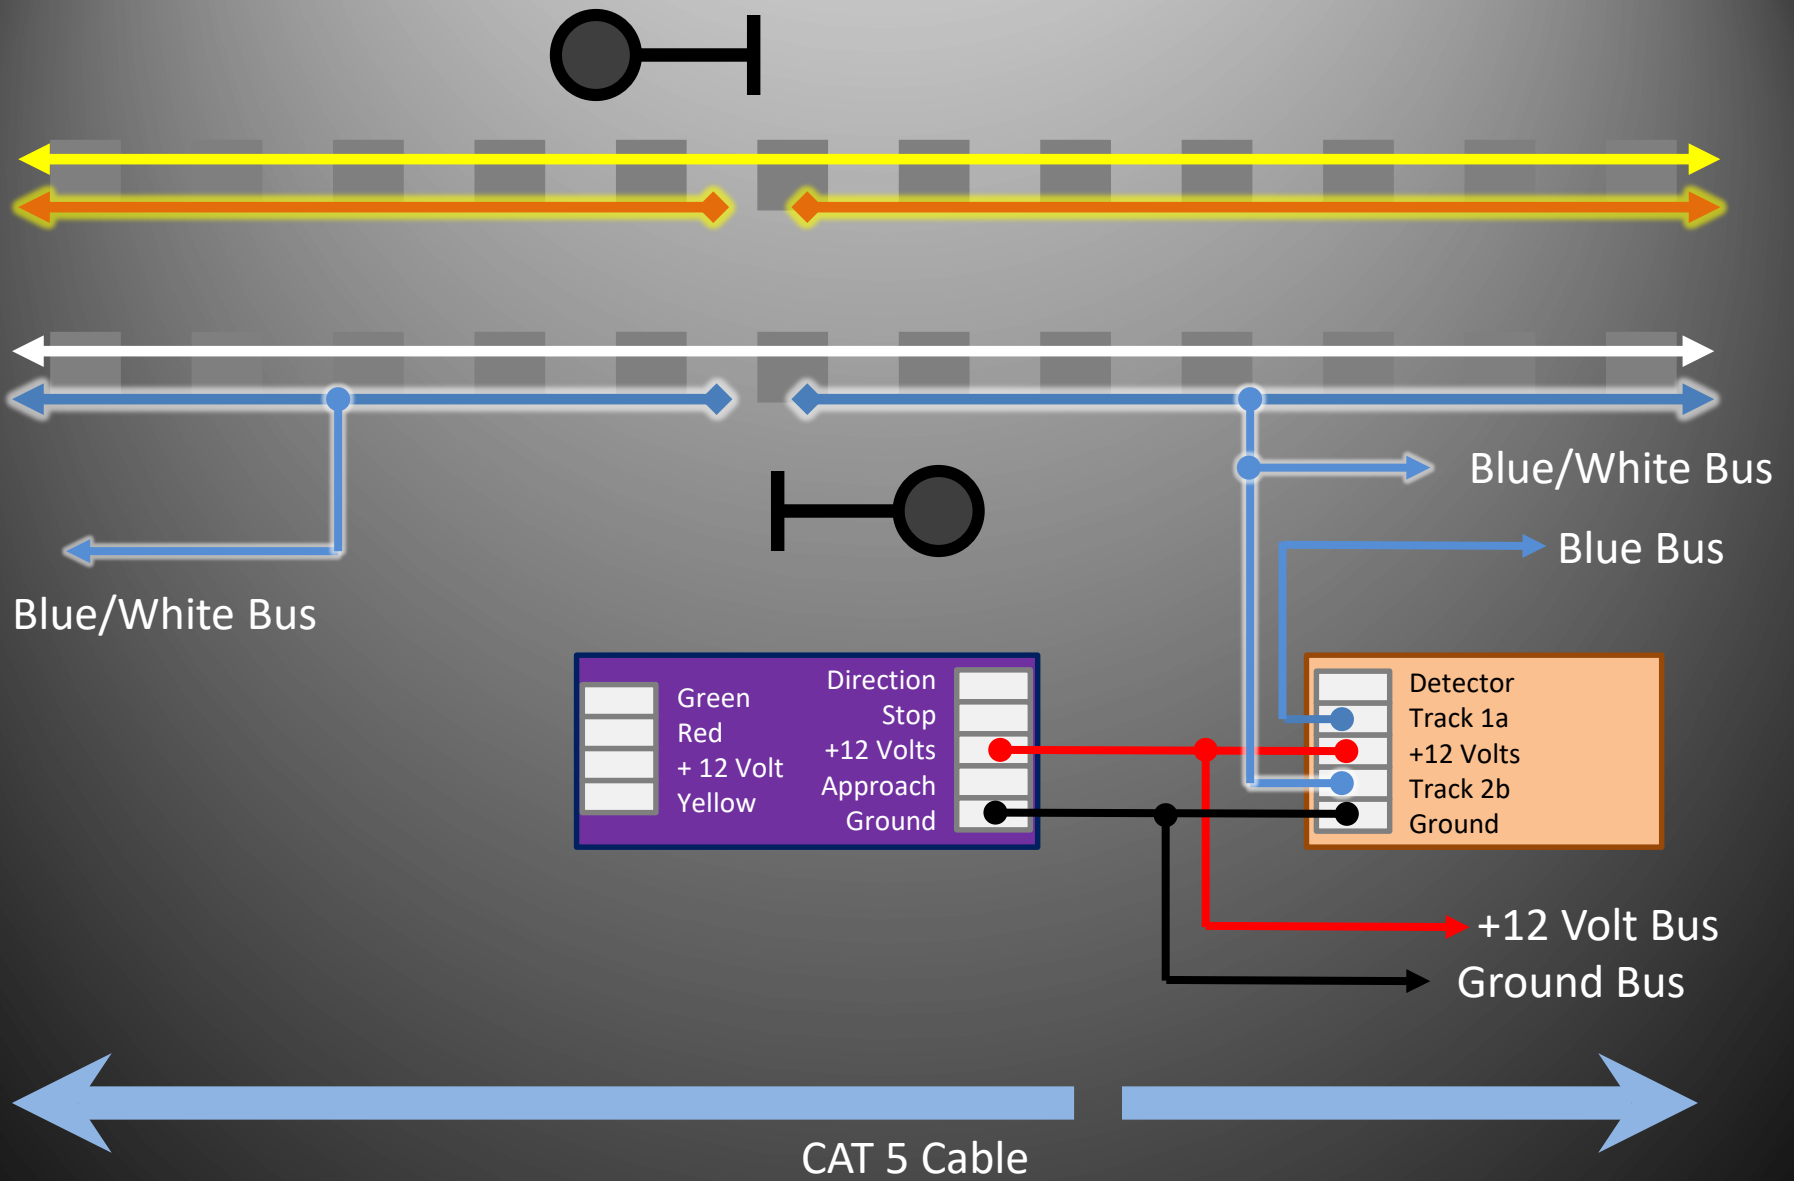 Blue/White Bus
Blue Bus
Blue/White Bus
Green
Red
+ 12 Volt
Yellow
Direction
Stop
+12 Volts
Approach
Ground
Detector
Track 1a
+12 Volts
Track 2b
Ground
+12 Volt Bus
Ground Bus
CAT 5 Cable